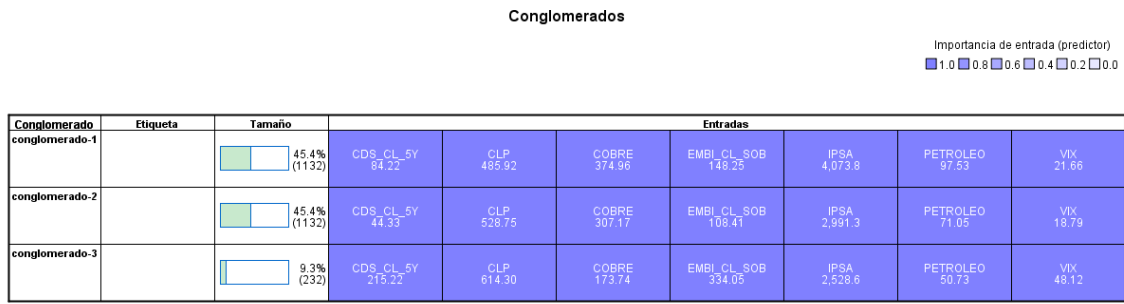 Conglomerados
Importancia de entrada (predictor)
1.0 0.8 0.6 0.4 0.2 0.0
Conglomerado Etiqueta Tamaño Entradas
conglomerado-1 45.4% (1132) CDS_CL_5Y 84.22 CLP 485.92 COBRE 374.96 EMBI_CL_SOB 148.25 IPSA 4,073.8 PETROLEO 97.53 VIX 21.66
conglomerado-2 45.4% (1132) CDS_CL_5Y 44.33 CLP 528.75 COBRE 307.17 EMBI_CL_SOB 108.41 IPSA 2,991.3 PETROLEO 71.05 VIX 18.79
conglomerado-3 9.3% (232) CDS_CL_5Y 215.22 CLP 614.30 COBRE 173.74 EMBI_CL_SOB 334.05 IPSA 2,528.6 PETROLEO 50.73 VIX 48.12